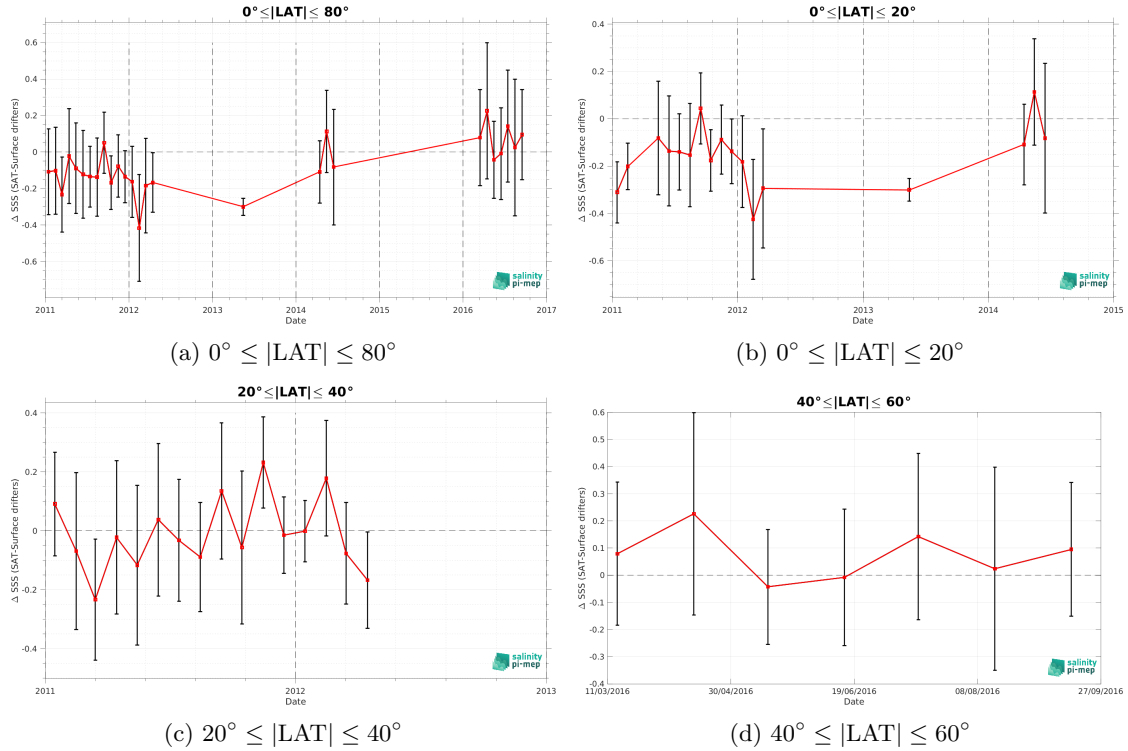 0°≤|LAT|≤ 80°
Δ SSS (SAT-Surface drifters)
0.6
0.4
0.2
0
-0.2
-0.4
-0.6
2011 2012 2013 2014 2015 2016 2017
Date
salinity
pi-mep
(a) 0° ≤ |LAT| ≤ 80°
0°≤|LAT|≤ 20°
Δ SSS (SAT-Surface drifters)
0.4
0.2
0
-0.2
-0.4
-0.6
2011 2012 2013 2014 2015
Date
salinity
pi-mep
(b) 0° ≤ |LAT| ≤ 20°
20°≤|LAT|≤ 40°
Δ SSS (SAT-Surface drifters)
0.4
0.2
0
-0.2
-0.4
2011 2012 2013
Date
salinity
pi-mep
(c) 20° ≤ |LAT| ≤ 40°
40°≤|LAT|≤ 60°
Δ SSS (SAT-Surface drifters)
0.6
0.5
0.4
0.3
0.2
0.1
0
-0.1
-0.2
-0.3
-0.4
11/03/2016 30/04/2016 19/06/2016 08/08/2016 27/09/2016
Date
salinity
pi-mep
(d) 40° ≤ |LAT| ≤ 60°